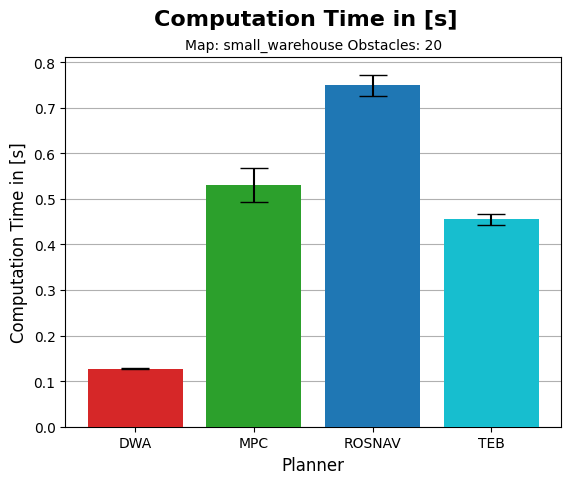 Computation Time in [s]
Map: small_warehouse Obstacles: 20
Computation Time in [s]
0.8
0.7
0.6
0.5
0.4
0.3
0.2
0.1
0.0
DWA MPC ROSNAV TEB
Planner